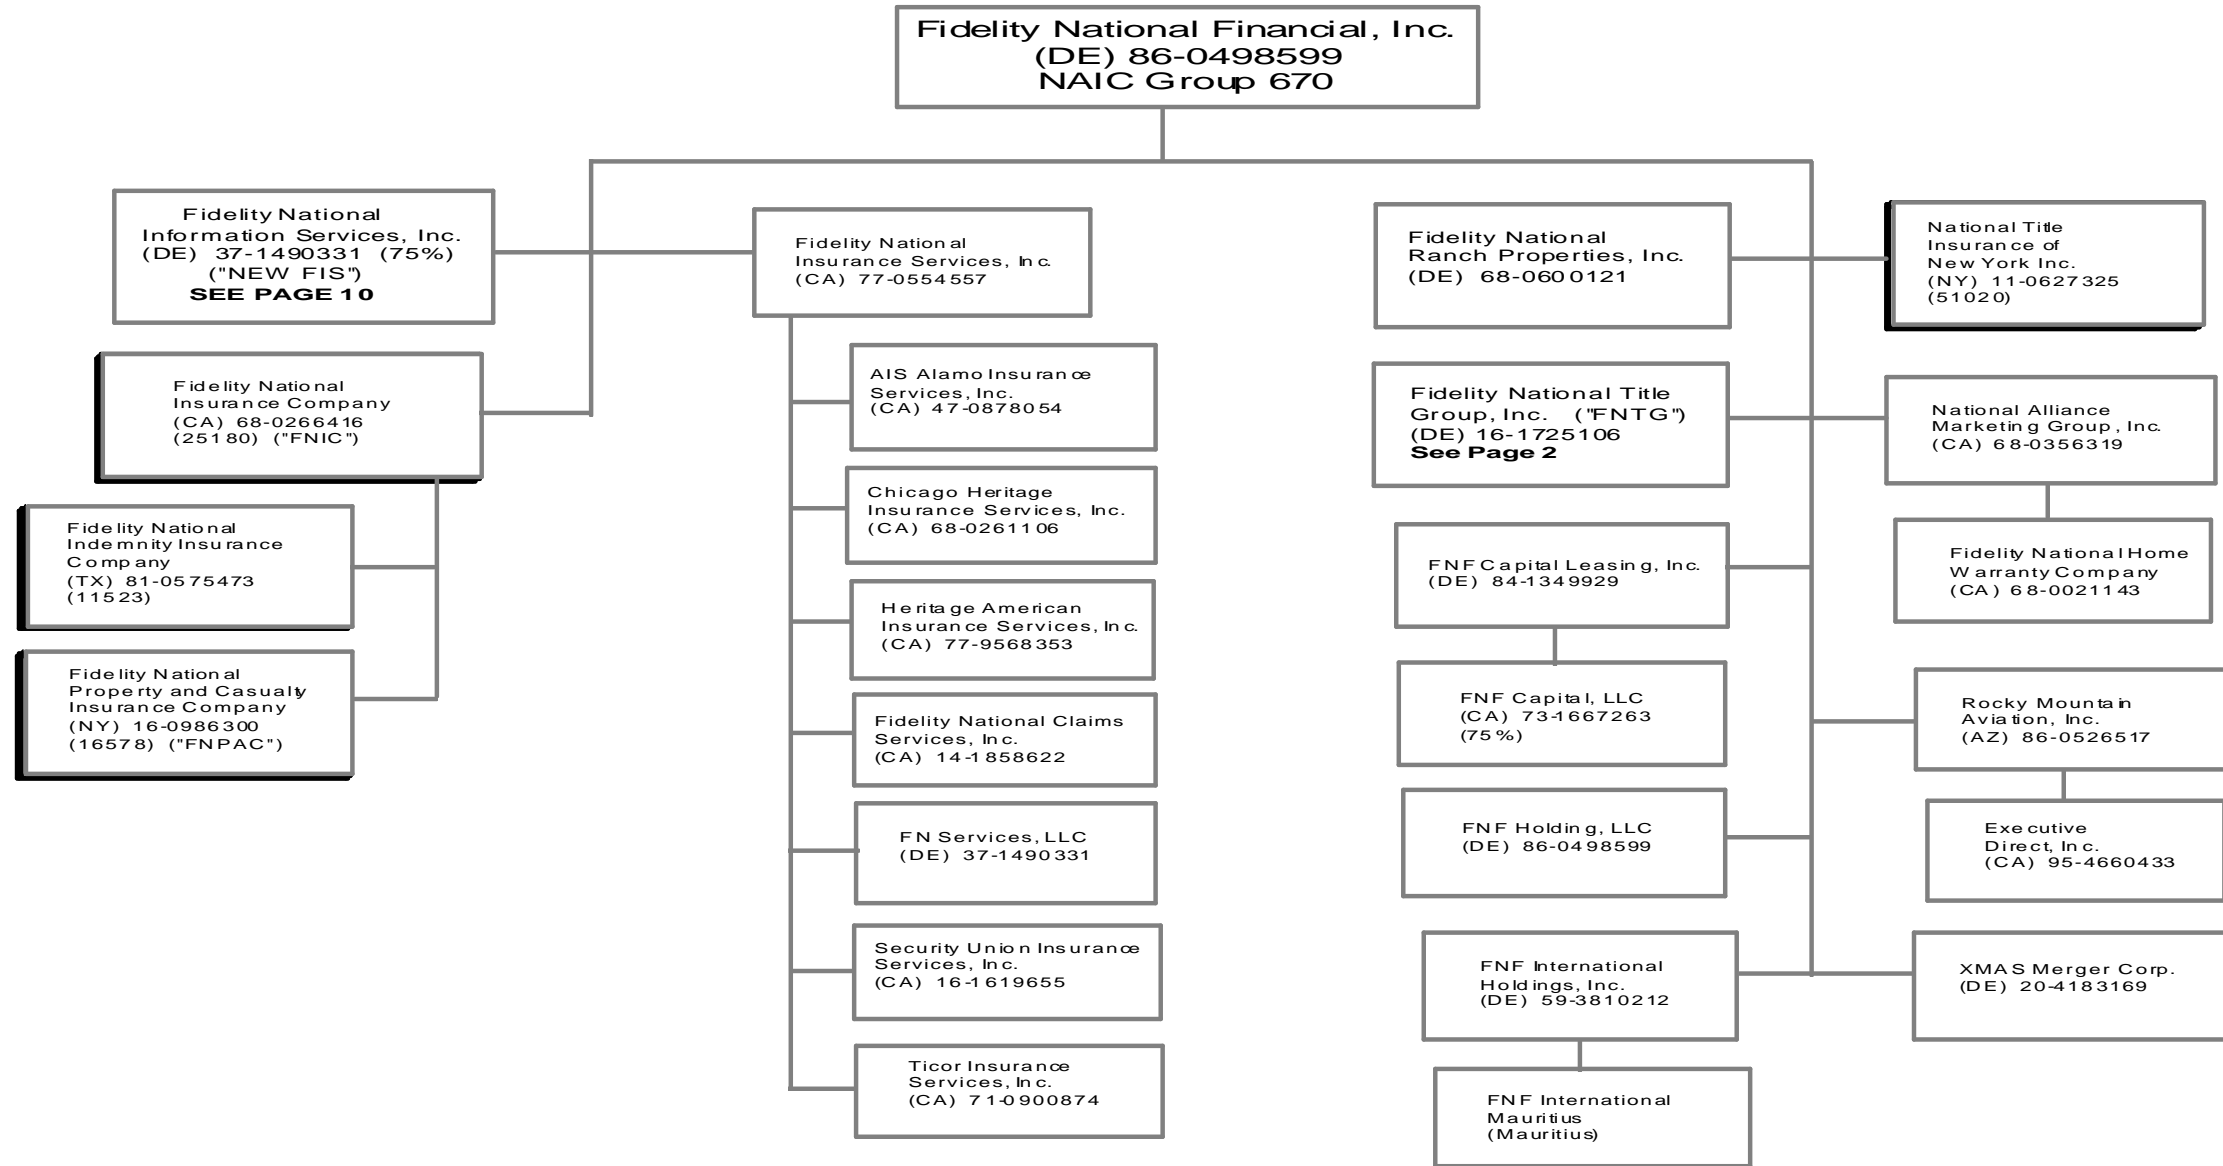 Fidelity National Financial, Inc.
(DE) 86-0498599
NAIC Group 670
Fidelity National
Information Services, Inc.
(DE) 37-1490331 (75%)
("NEW FIS")
SEE PAGE 10
Fidelity National
Insurance Company
(CA) 68-0266416
(25180) ("FNIC")
Fidelity National
Indemnity Insurance
Company
(TX) 81-0575473
(11523)
Fidelity National
Property and Casualty
Insurance Company
(NY) 16-0986300
(16578) ("FNPAC")
Fidelity National
Insurance Services, Inc.
(CA) 77-0554557
AIS Alamo Insurance
Services, Inc.
(CA) 47-0878054
Chicago Heritage
Insurance Services, Inc.
(CA) 68-0261106
Heritage American
Insurance Services, Inc.
(CA) 77-9568353
Fidelity National Claims
Services, Inc.
(CA) 14-1858622
FN Services, LLC
(DE) 37-1490331
Security Union Insurance
Services, Inc.
(CA) 16-1619655
Ticor Insurance
Services, Inc.
(CA) 71-0900874
Fidelity National
Ranch Properties, Inc.
(DE) 68-0600121
Fidelity National Title
Group, Inc. ("FNTG")
(DE) 16-1725106
See Page 2
FNF Capital Leasing, Inc.
(DE) 84-1349929
FNF Capital, LLC
(CA) 73-1667263
(75%)
FNF Holding, LLC
(DE) 86-0498599
FNF International
Holdings, Inc.
(DE) 59-3810212
FNF International
Mauritius
(Mauritius)
National Title
Insurance of
New York Inc.
(NY) 11-0627325
(51020)
National Alliance
Marketing Group, Inc.
(CA) 68-0356319
Fidelity National Home
Warranty Company
(CA) 68-0021143
Rocky Mountain
Aviation, Inc.
(AZ) 86-0526517
Executive
Direct, Inc.
(CA) 95-4660433
XMAS Merger Corp.
(DE) 20-4183169